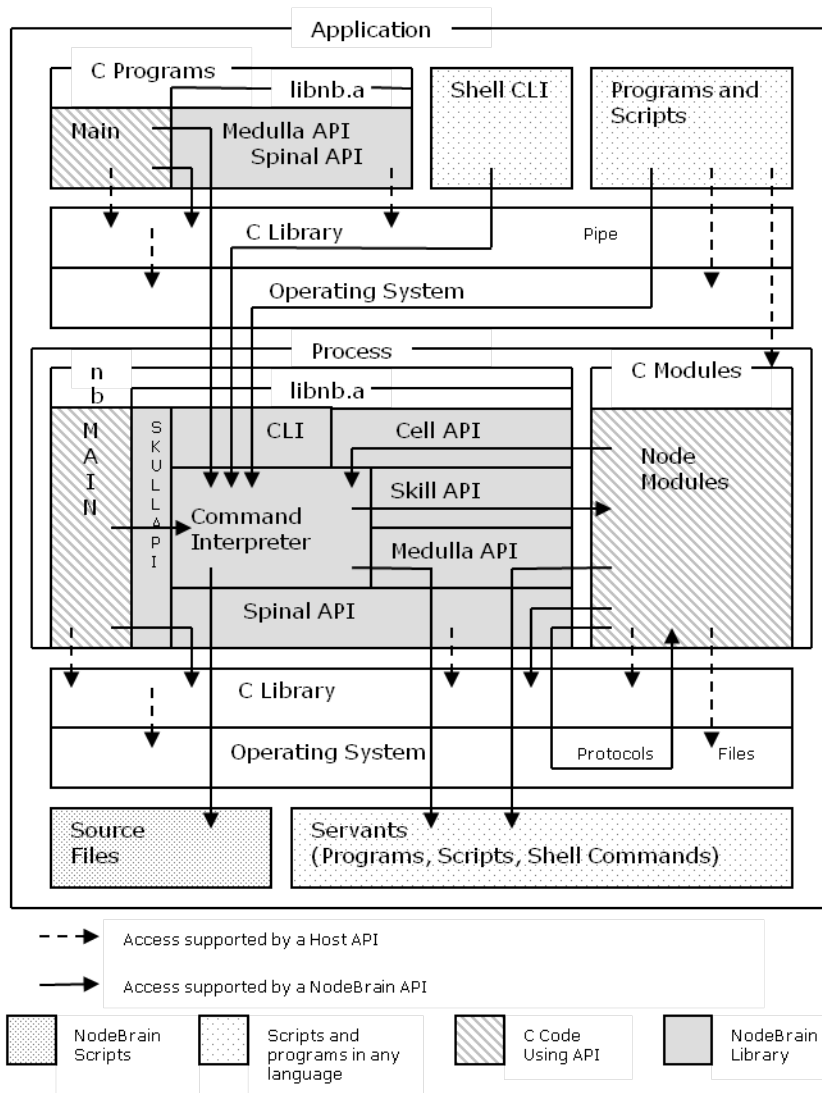 Application
C Programs
libnb.a
Main
Medulla API
Spinal API
Shell CLI
Programs and
Scripts
C Library
Pipe
Operating System
Process
n
b
libnb.a
C Modules
M
A
I
N
S
K
U
L
L
A
P
I
CLI
Cell API
Skill API
Command
Interpreter
Medulla API
Spinal API
Node
Modules
C Library
Operating System
Protocols
Files
Source
Files
Servants
(Programs, Scripts, Shell Commands)
Access supported by a Host API
Access supported by a NodeBrain API
NodeBrain
Scripts
Scripts and
programs in any
language
C Code
Using API
NodeBrain
Library